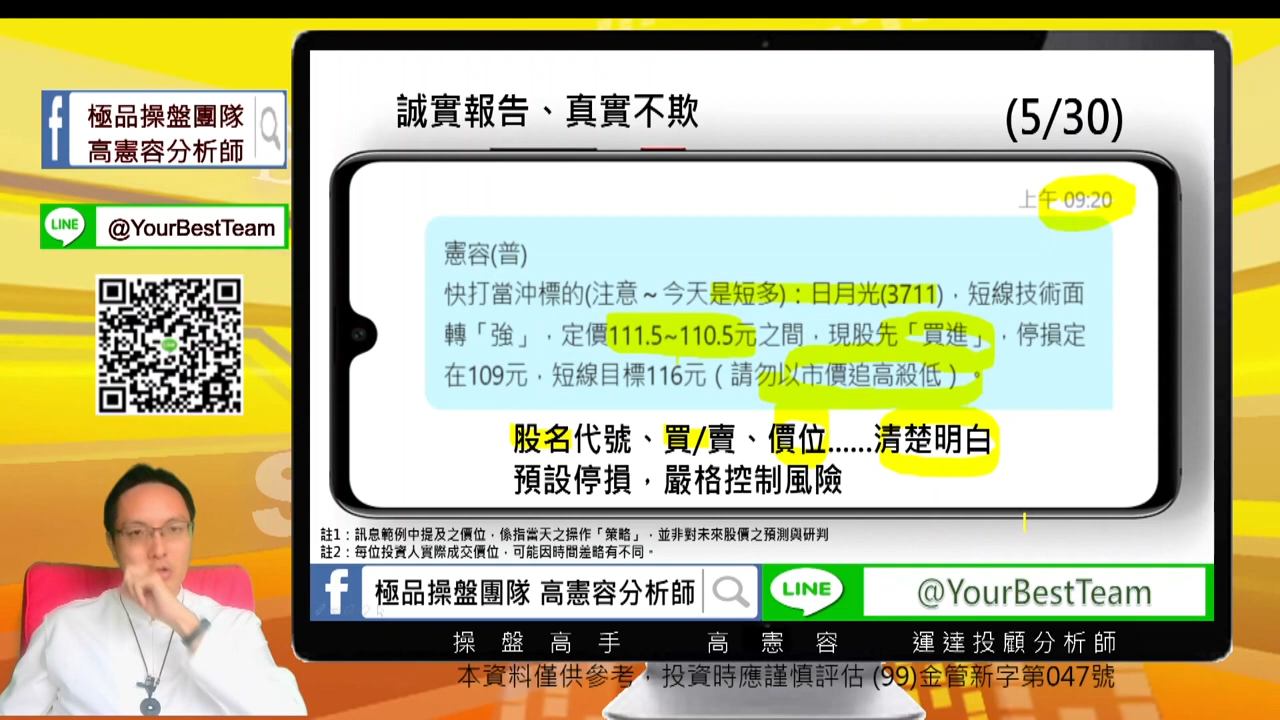 極品操盤團隊
高憲容分析師
LINE
@YourBestTeam
誠實報告、真實不欺
(5/30)
上午 09:20
憲容(普)
快打當沖標的(注意~今天是短多)：日月光(3711)，短線技術面
轉「強」，定價111.5~110.5元之間，現股先「買進」，停損定
在109元，短線目標116元（請勿以市價追高殺低）。
股名代號、買/賣、價位......清楚明白
預設停損，嚴格控制風險
註1：訊息範例中提及之價位，係指當天之操作「策略」，並非對未來股價之預測與研判
註2：每位投資人實際成交價位，可能因時間差略有不同。
極品操盤團隊 高憲容分析師
LINE
@YourBestTeam
操盤高手 高憲容 運達投顧分析師
本資料僅供參考，投資時應謹慎評估 (99)金管新字第047號